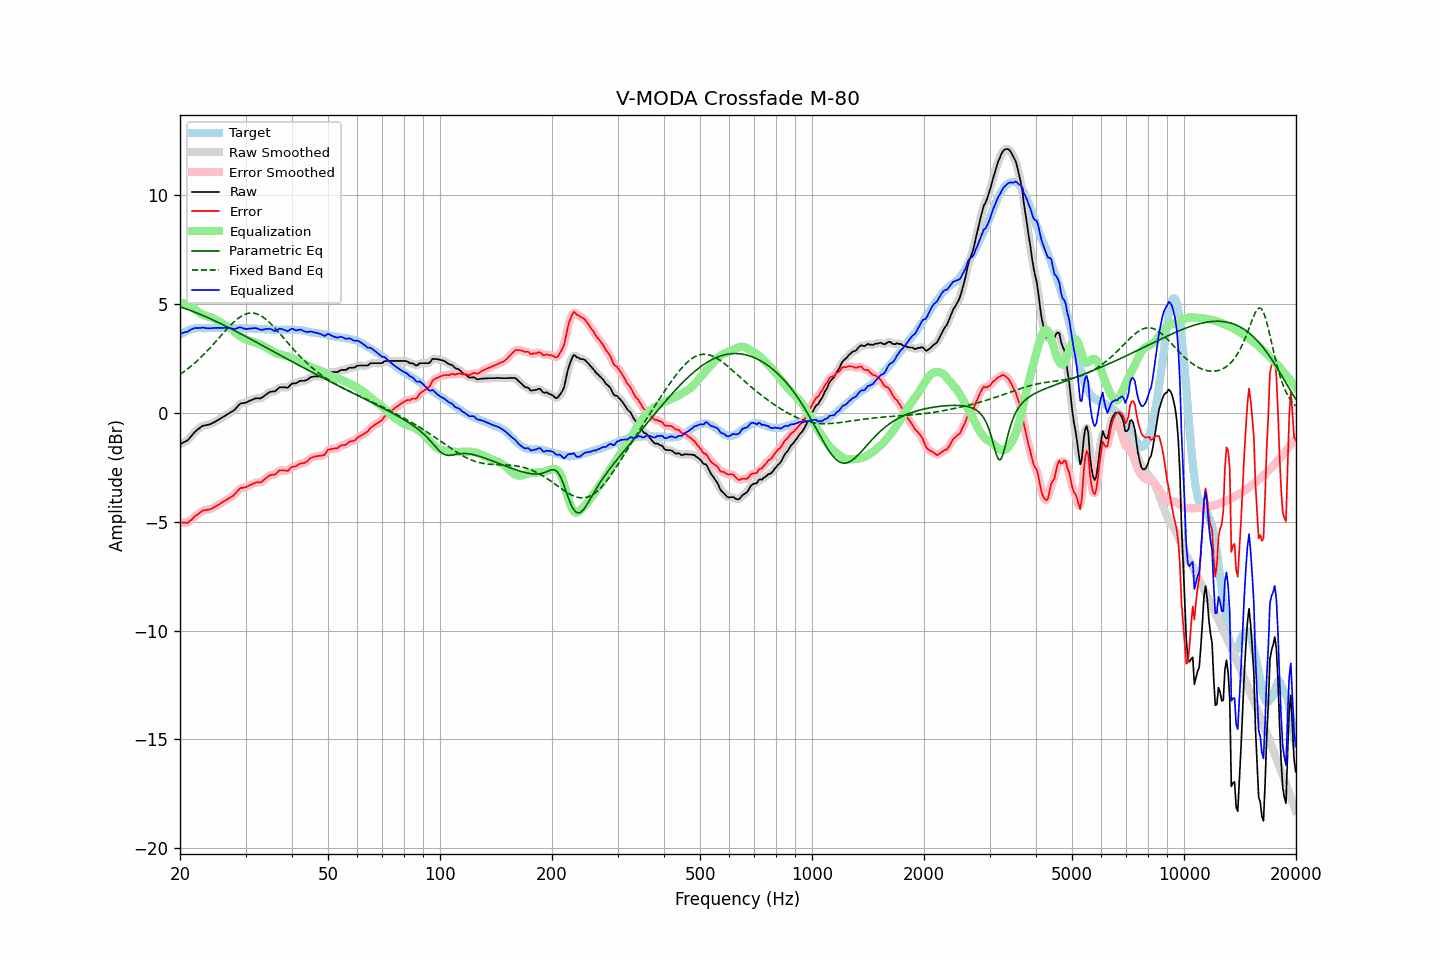 V-MODA Crossfade M-80
Target
Raw Smoothed
Error Smoothed
Raw
Error
Equalization
Parametric Eq
Fixed Band Eq
Equalized
10
5
0
−5
−10
−15
−20
Amplitude (dBr)
20 50 100 200 500 1000 2000 5000 10000 20000
Frequency (Hz)